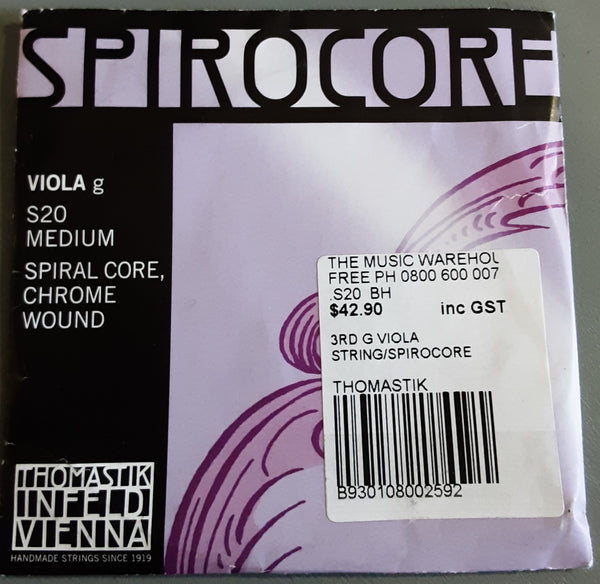 SPIROCORE
VIOLA g
S20
MEDIUM
SPIRAL CORE,
CHROME
WOUND
THE MUSIC WAREHOU
FREE PH 0800 600 007
.S20 BH
$42.90 inc GST
3RD G VIOLA
STRING/SPIROCORE
THOMASTIK
B930108002592
THOMASTIK
INFELD
VIENNA
HANDMADE STRINGS SINCE 1919